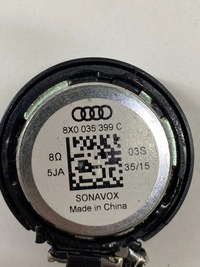 8X0 035 399 C
8Ω 03S
5JA 35/15
SONAVOX
Made in China